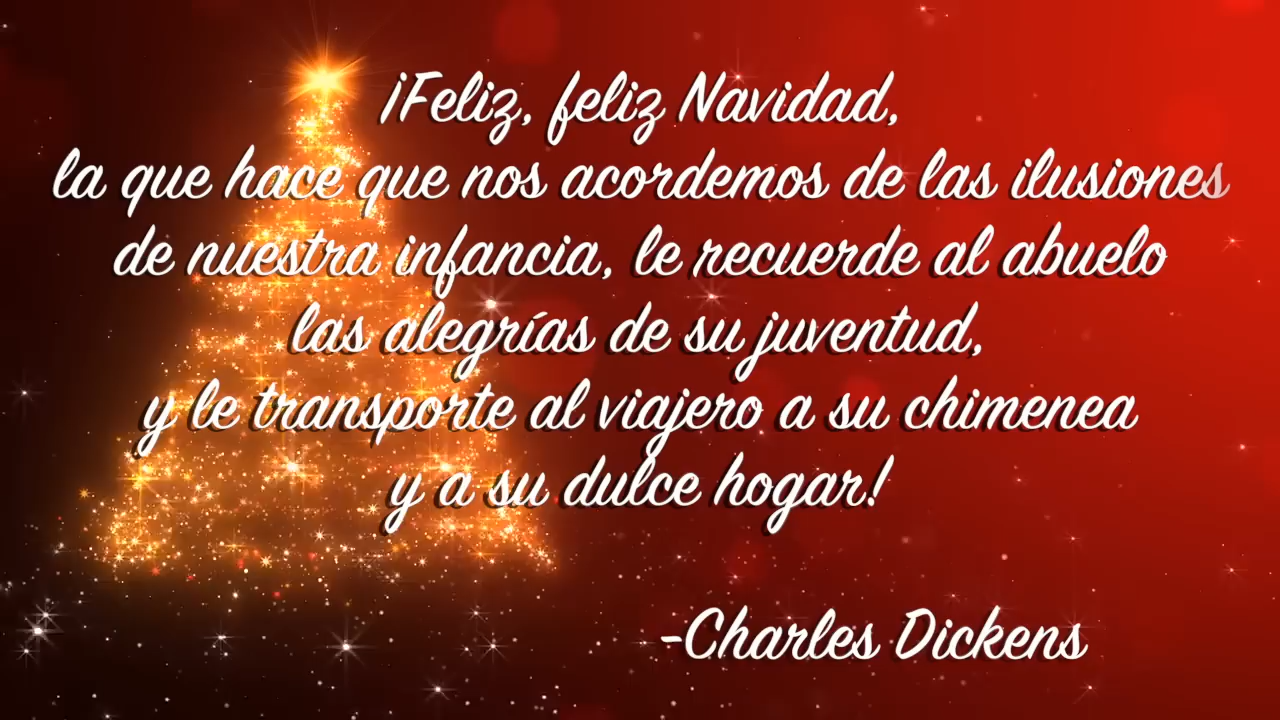 ¡Feliz, feliz Navidad,
la que hace que nos acordemos de las ilusiones
de nuestra infancia, le recuerde al abuelo
las alegrías de su juventud,
y le transporte al viajero a su chimenea
y a su dulce hogar!
-Charles Dickens